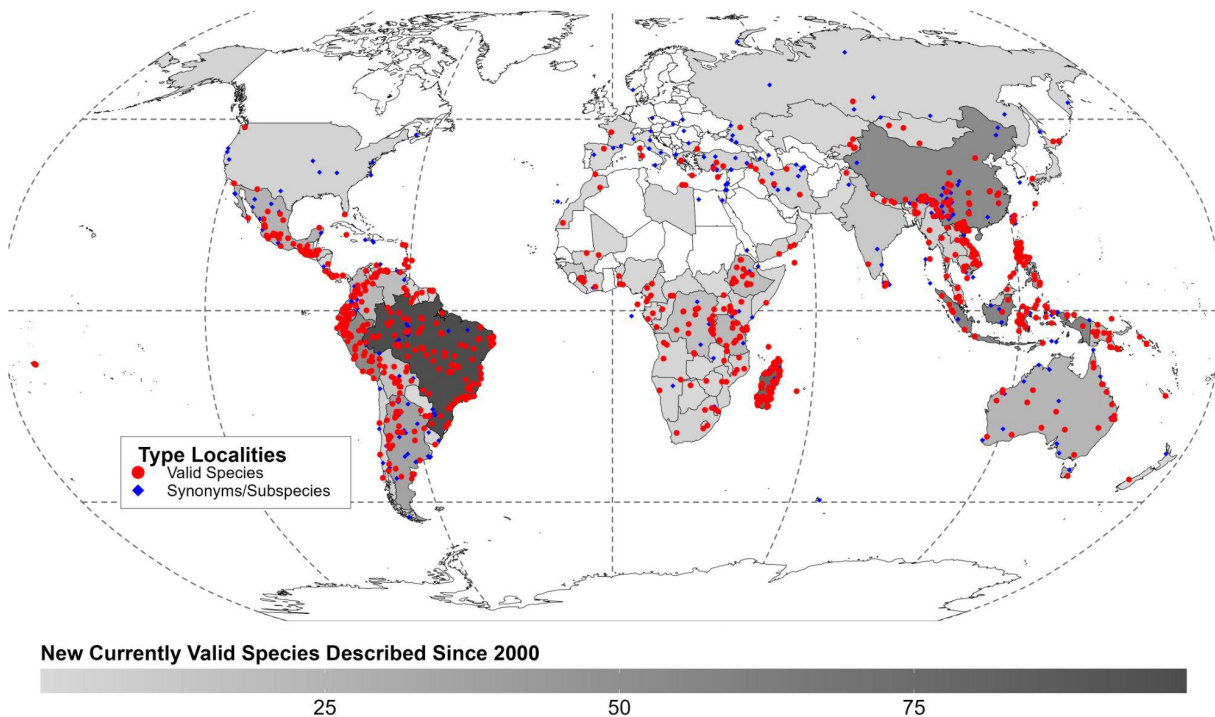 Type Localities
Valid Species
Synonyms/Subspecies
New Currently Valid Species Described Since 2000
25
50
75